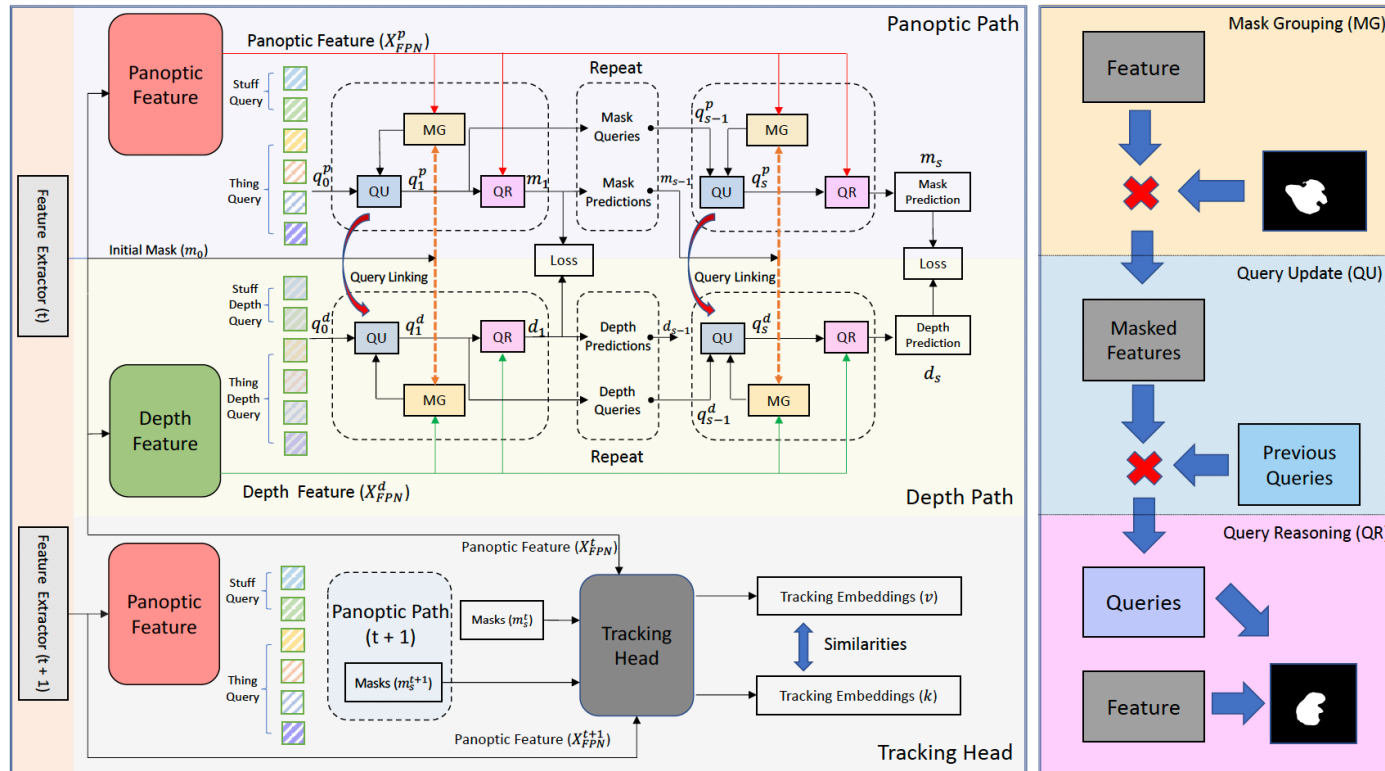 Panoptic Path
Panoptic Feature (X^p_FPN)
Panoptic
Feature
Stuff
Query
Thing
Query
Repeat
MG
QU
QR
q^p_0
q^p_1
m_1
Mask
Queries
Mask
Predictions
q^p_{s-1}
m_{s-1}
MG
QU
q^p_s
QR
m_s
Mask
Prediction
Feature Extractor (t)
Initial Mask (m_0)
Query Linking
Loss
Query Linking
Loss
Stuff
Depth
Query
Thing
Depth
Query
q^d_0
QU
q^d_1
QR
d_1
MG
Depth
Predictions
Depth
Queries
d_{s-1}
QU
q^d_s
QR
q^d_{s-1}
MG
Depth
Prediction
d_s
Depth
Feature
Repeat
Depth Feature (X^d_FPN)
Depth Path
Feature Extractor (t + 1)
Panoptic
Feature
Stuff
Query
Thing
Query
Panoptic Path
(t + 1)
Masks (m^{t+1}_s)
Masks (m^t_s)
Panoptic Feature (X^t_FPN)
Tracking
Head
Panoptic Feature (X^{t+1}_FPN)
Tracking Embeddings (v)
Similarities
Tracking Embeddings (k)
Tracking Head
Mask Grouping (MG)
Feature
Query Update (QU)
Masked
Features
Previous
Queries
Query Reasoning (QR)
Queries
Feature